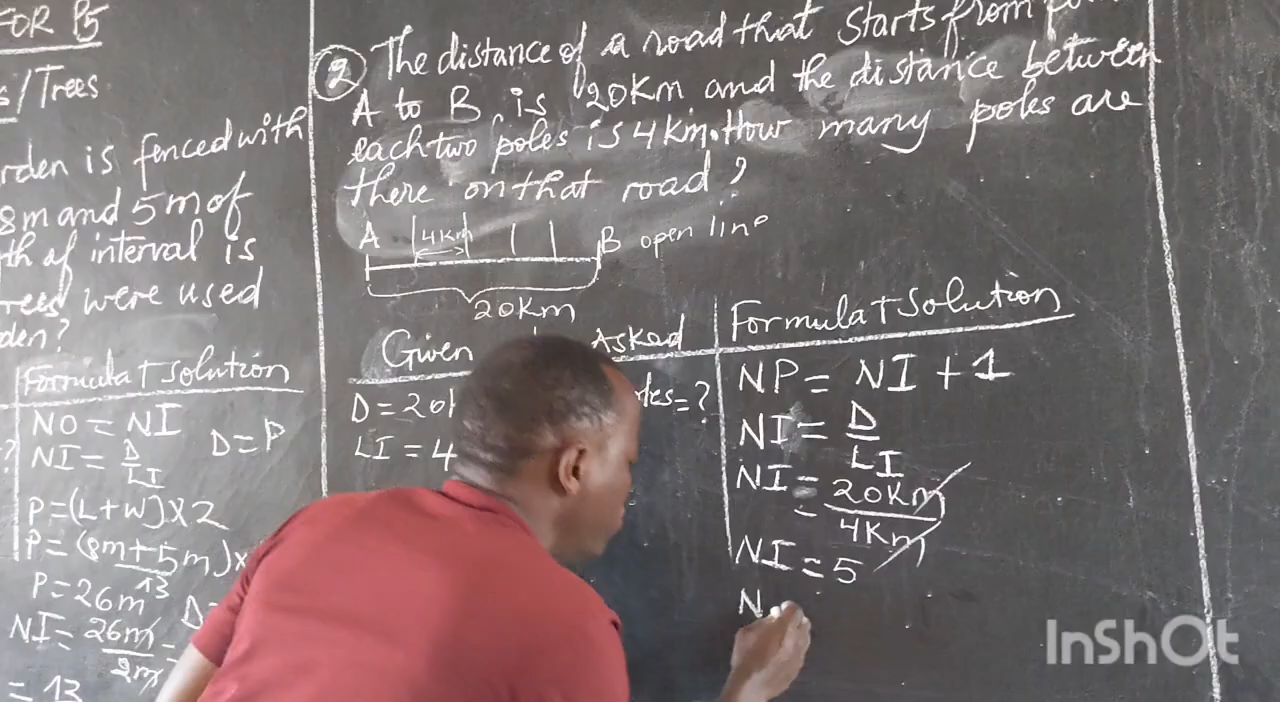 FOR P5
/Trees
rden is fenced with
8m and 5m of
th of interval is
rees were used
den?
Formula + solution
NO = NI
D = P
NI = D/LI
P = (L + W) x 2
P = (8m + 5m) x
13
P = 26m
NI = 26m/2m =
= 13
2 The distance of a road that starts from
A to B, is 20Km and the distance between
each two poles is 4Km. How many poles are
there on that road?
A 4Km B open line
20Km
Given Asked Formula + Solution
D = 20
LI = 4
= ?
NP = NI + 1
NI = D/LI
NI = 20Km/4Km
NI = 5
N
InShOt